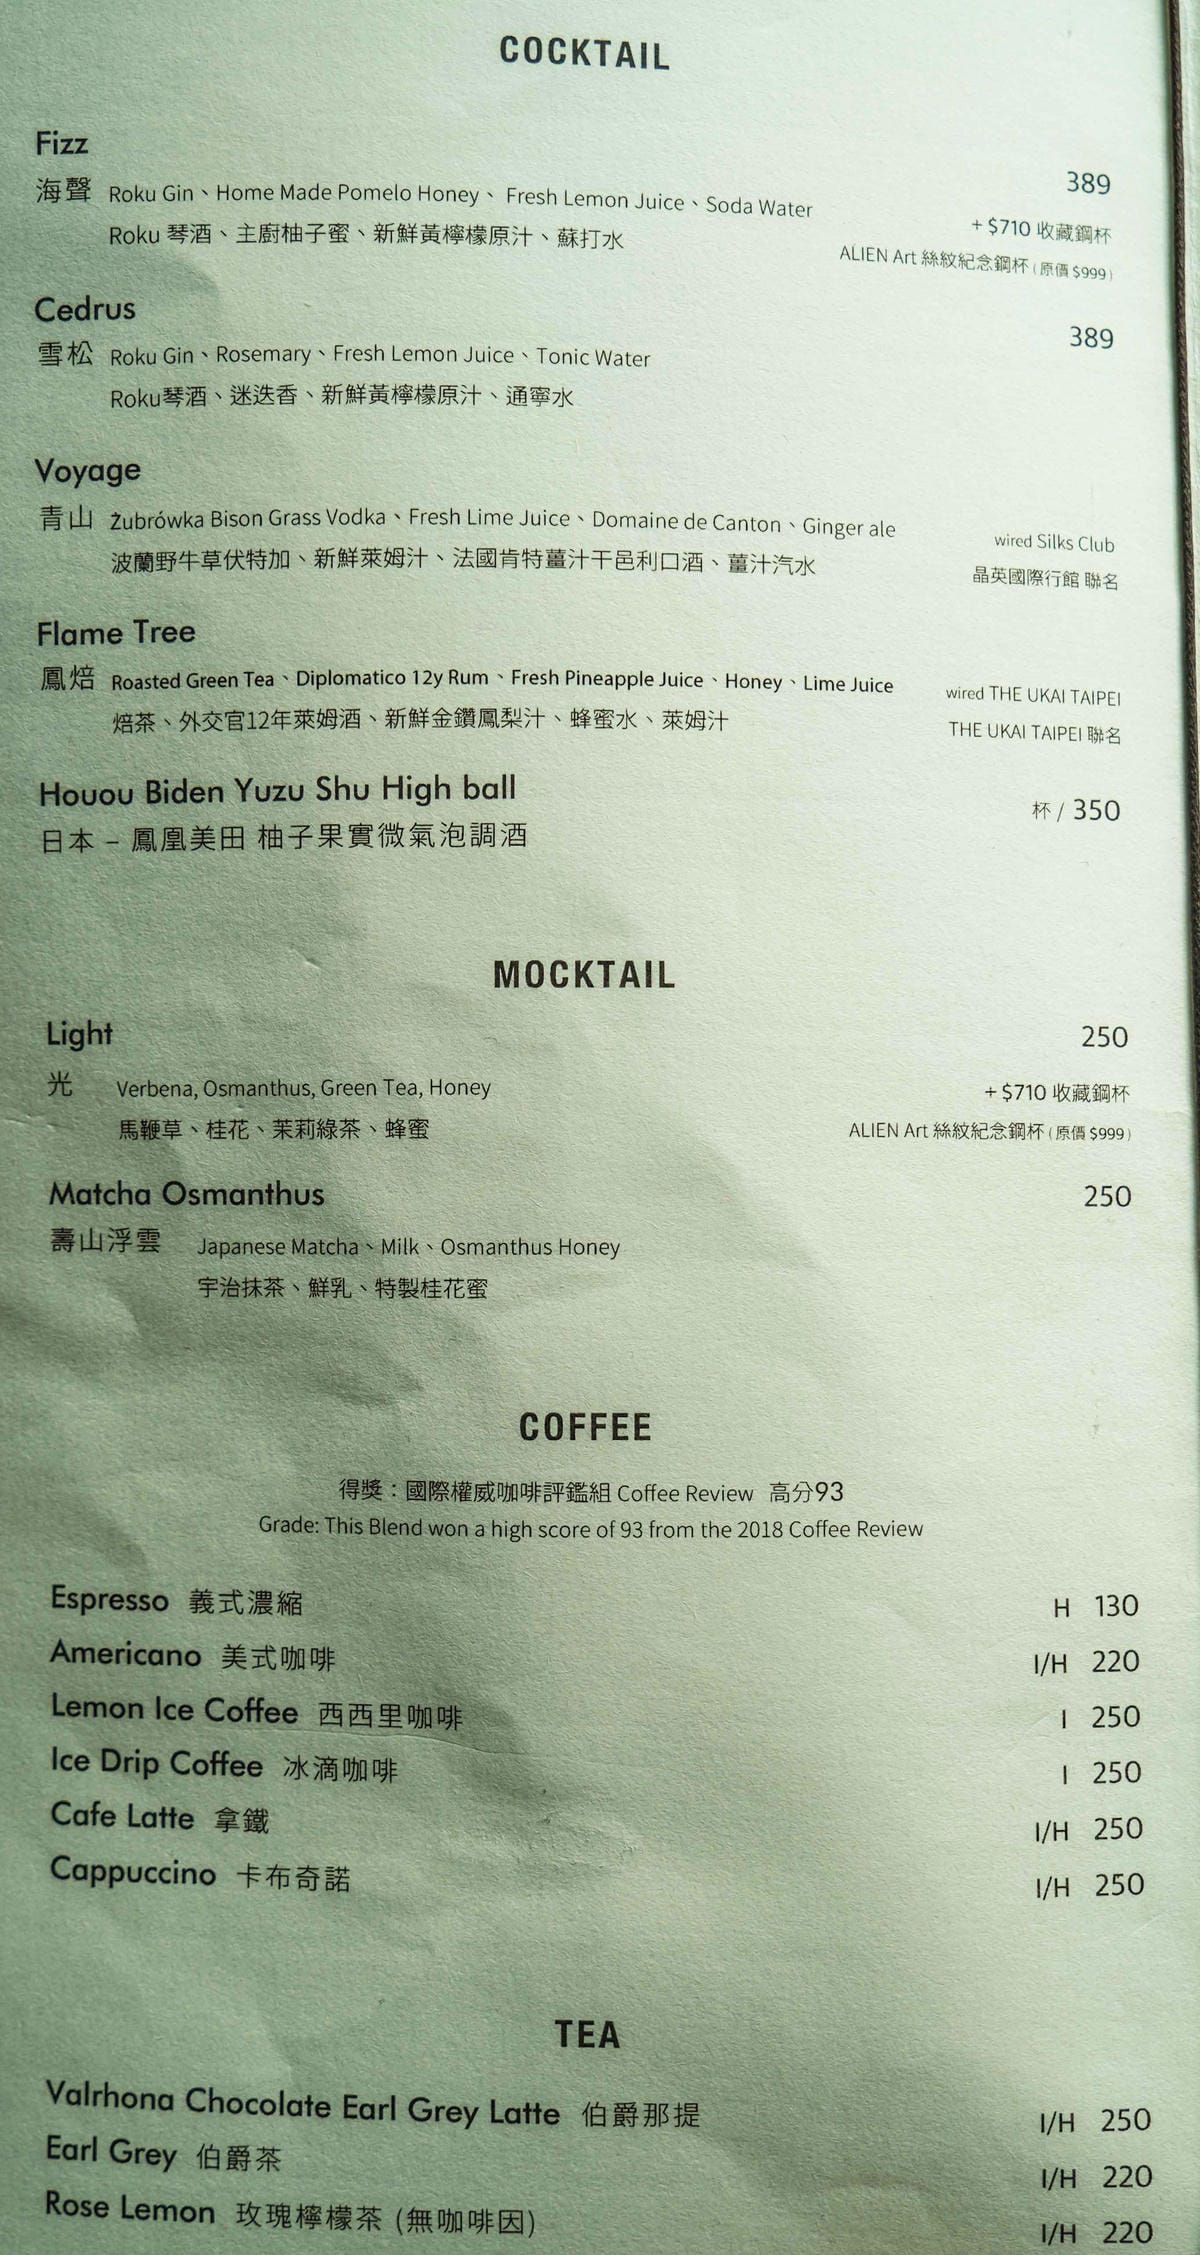 COCKTAIL
Fizz
389
海聲 Roku Gin、Home Made Pomelo Honey、Fresh Lemon Juice、Soda Water
+ $710 收藏鋼杯
Roku 琴酒、主廚柚子蜜、新鮮黃檸檬原汁、蘇打水
ALIEN Art 絲紋紀念鋼杯 (原價 $999)
Cedrus
389
雪松 Roku Gin、Rosemary、Fresh Lemon Juice、Tonic Water
Roku琴酒、迷迭香、新鮮黃檸檬原汁、通寧水
Voyage
青山 Żubrówka Bison Grass Vodka、Fresh Lime Juice、Domaine de Canton、Ginger ale
wired Silks Club
波蘭野牛草伏特加、新鮮萊姆汁、法國肯特薑汁干邑利口酒、薑汁汽水
晶英國際行館 聯名
Flame Tree
鳳焙 Roasted Green Tea、Diplomatico 12y Rum、Fresh Pineapple Juice、Honey、Lime Juice
wired THE UKAI TAIPEI
焙茶、外交官12年萊姆酒、新鮮金鑽鳳梨汁、蜂蜜水、萊姆汁
THE UKAI TAIPEI 聯名
Houou Biden Yuzu Shu High ball
杯 / 350
日本 – 鳳凰美田 柚子果實微氣泡調酒
MOCKTAIL
Light
250
光 Verbena, Osmanthus, Green Tea, Honey
+ $710 收藏鋼杯
馬鞭草、桂花、茉莉綠茶、蜂蜜
ALIEN Art 絲紋紀念鋼杯 (原價 $999)
Matcha Osmanthus
250
壽山浮雲 Japanese Matcha、Milk、Osmanthus Honey
宇治抹茶、鮮乳、特製桂花蜜
COFFEE
得獎：國際權威咖啡評鑑組 Coffee Review 高分93
Grade: This Blend won a high score of 93 from the 2018 Coffee Review
Espresso 義式濃縮 H 130
Americano 美式咖啡 I/H 220
Lemon Ice Coffee 西西里咖啡 I 250
Ice Drip Coffee 冰滴咖啡 I 250
Cafe Latte 拿鐵 I/H 250
Cappuccino 卡布奇諾 I/H 250
TEA
Valrhona Chocolate Earl Grey Latte 伯爵那提 I/H 250
Earl Grey 伯爵茶 I/H 220
Rose Lemon 玫瑰檸檬茶 (無咖啡因) I/H 220